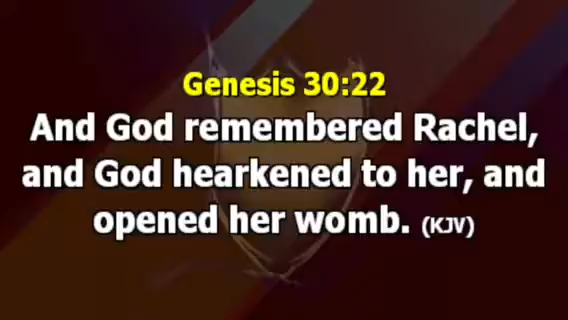 Genesis 30:22
And God remembered Rachel,
and God hearkened to her, and
opened her womb. (KJV)